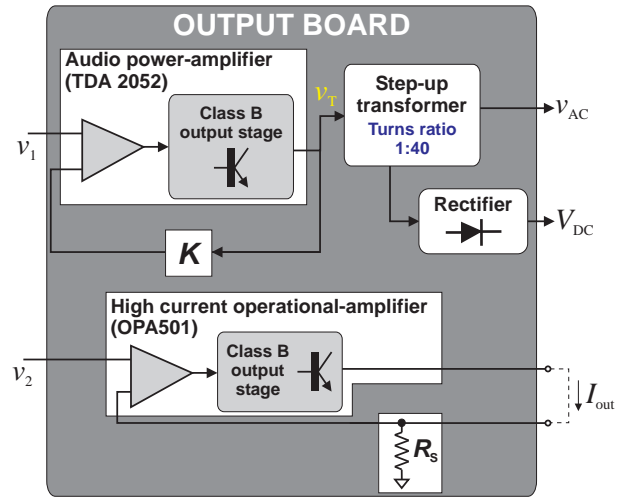 OUTPUT BOARD
Audio power-amplifier
(TDA 2052)
Class B
output stage
v1
K
vT
Step-up
transformer
Turns ratio
1:40
vAC
Rectifier
VDC
High current operational-amplifier
(OPA501)
Class B
output
stage
v2
Iout
Rs